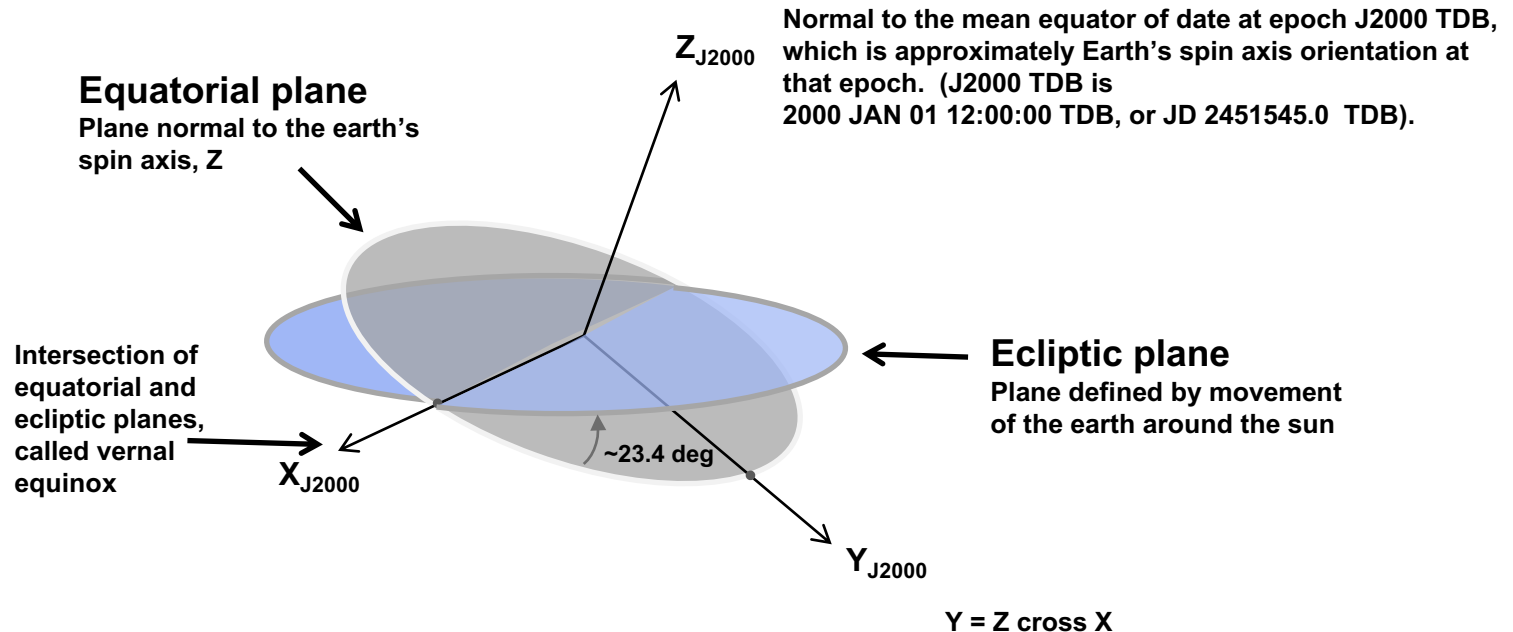 Normal to the mean equator of date at epoch J2000 TDB,
which is approximately Earth’s spin axis orientation at
that epoch.  (J2000 TDB is
2000 JAN 01 12:00:00 TDB, or JD 2451545.0  TDB).
Z_J2000
Equatorial plane
Plane normal to the earth’s
spin axis, Z
Intersection of
equatorial and
ecliptic planes,
called vernal
equinox
X_J2000
~23.4 deg
Ecliptic plane
Plane defined by movement
of the earth around the sun
Y_J2000
Y = Z cross X